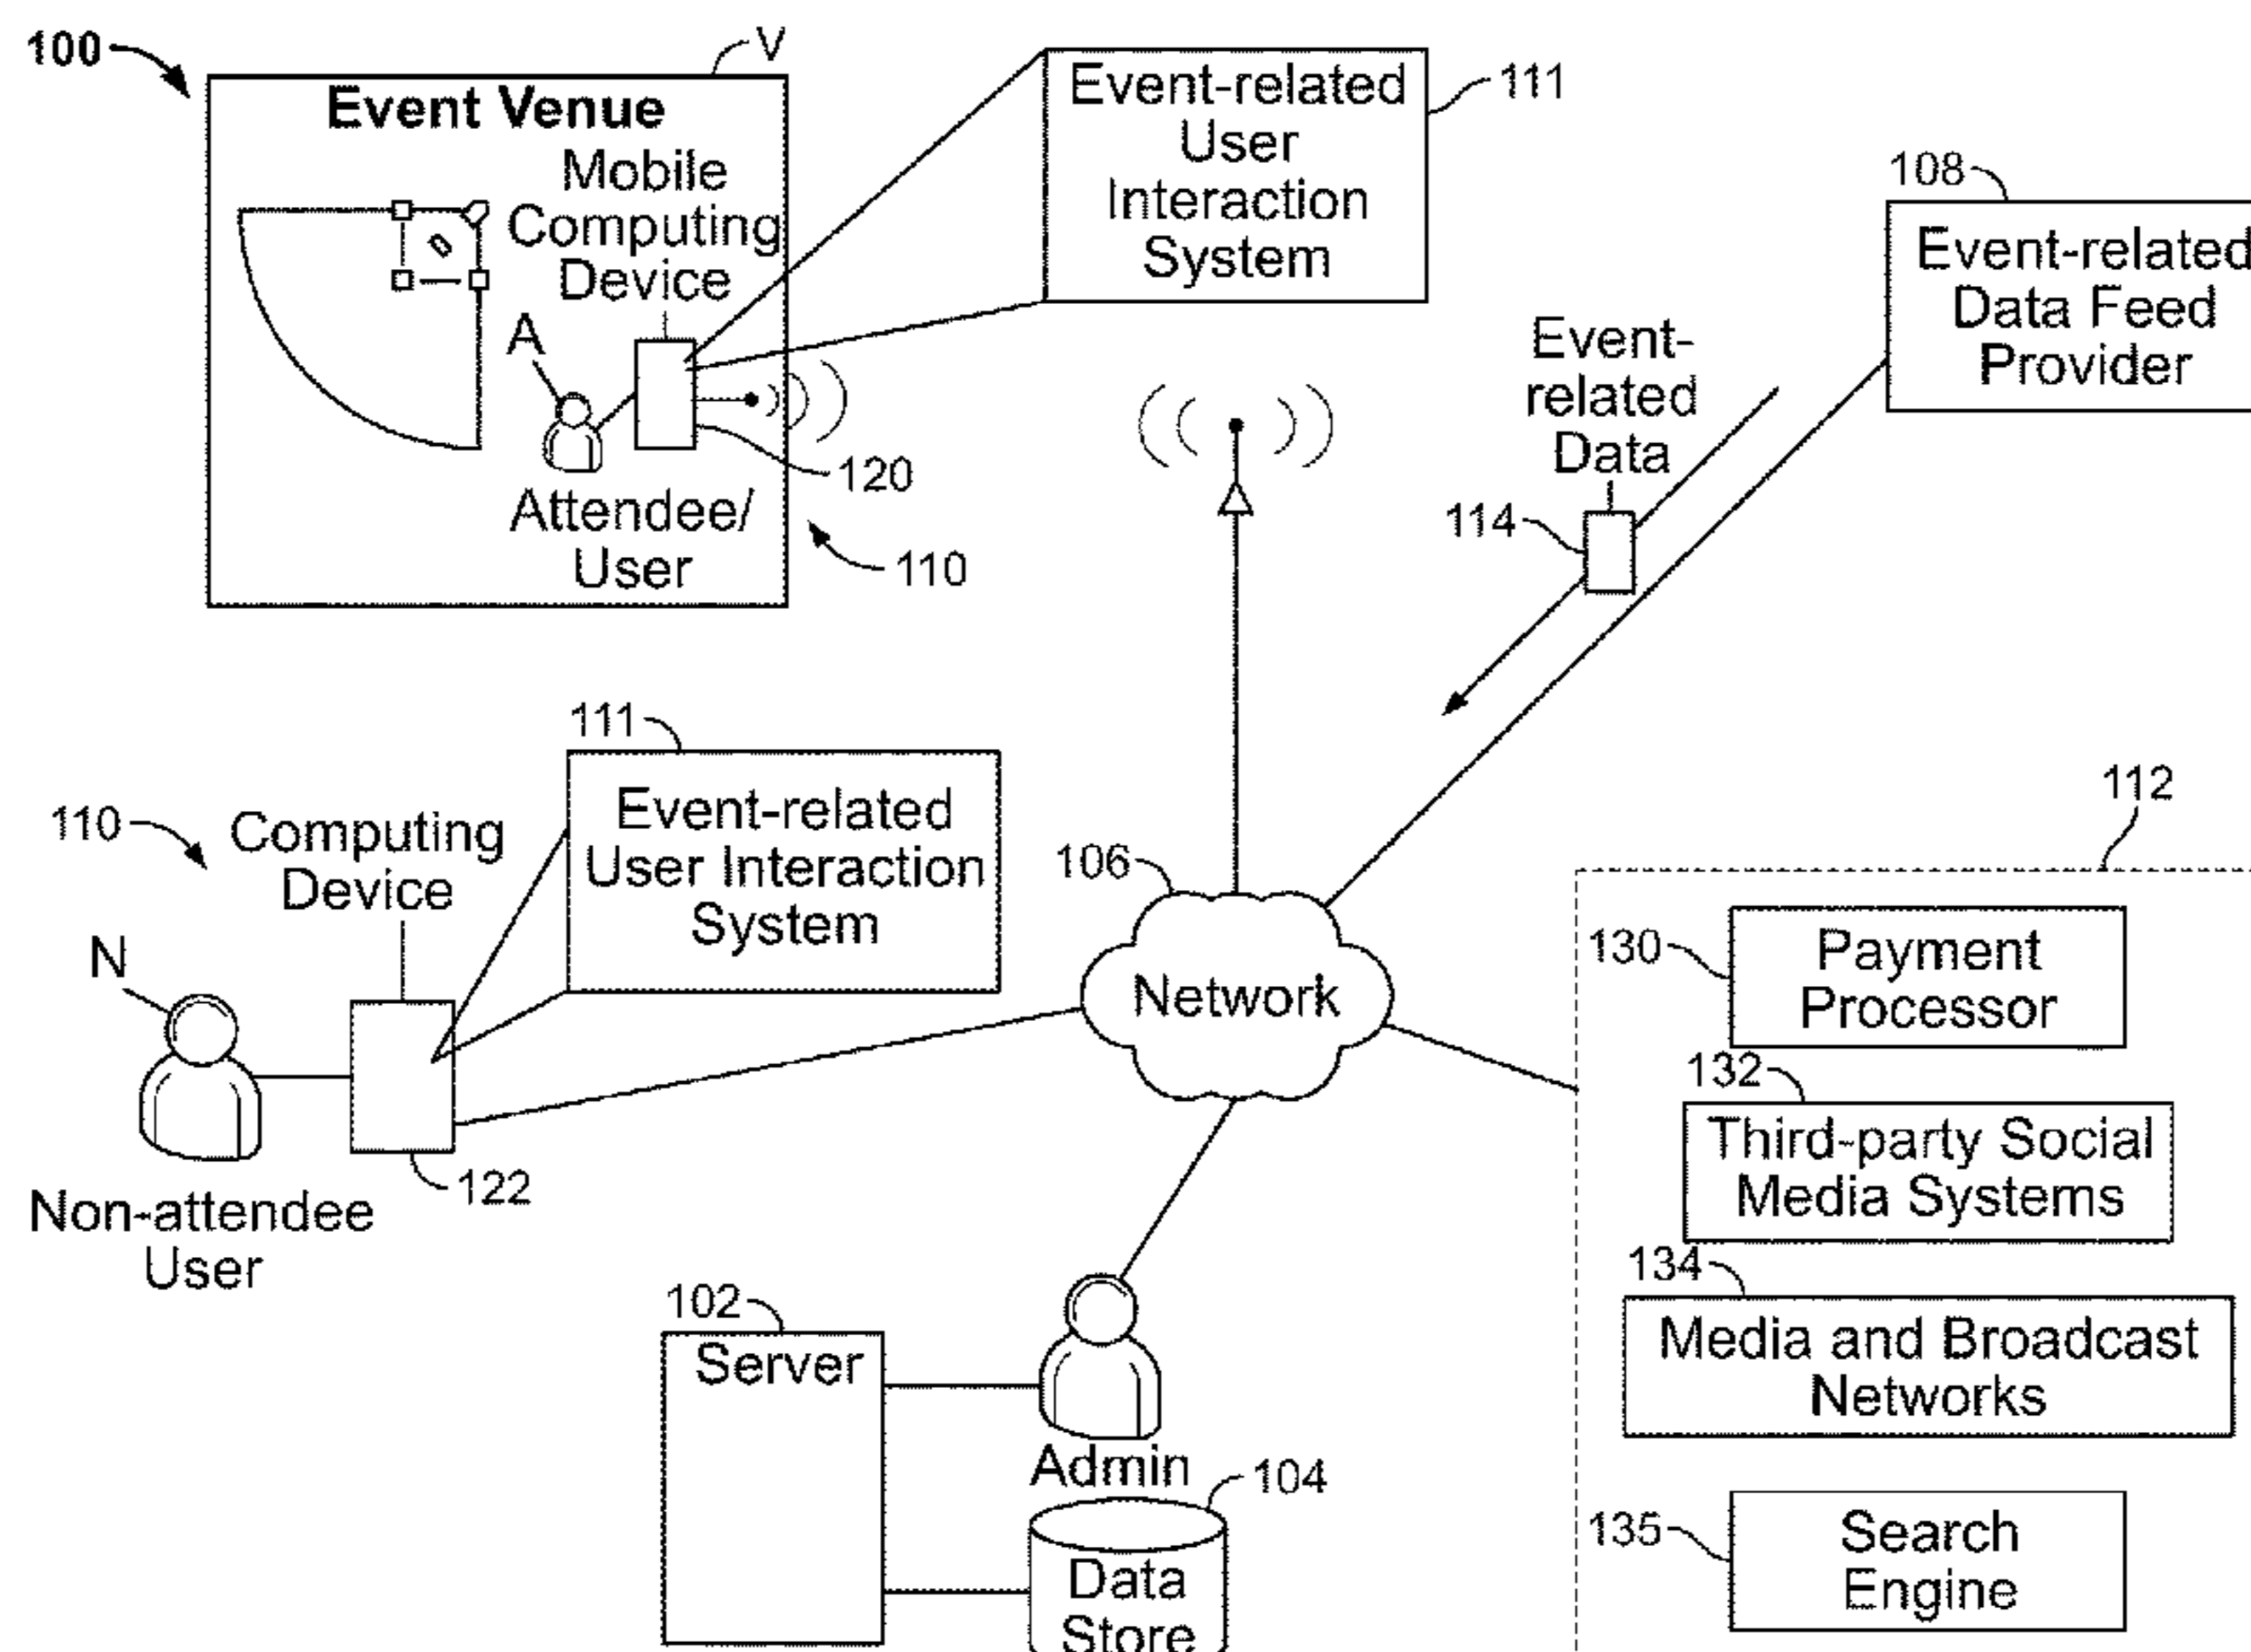 100
V
Event Venue
Mobile
Computing
Device
A
120
Attendee/
User
110
Event-related
User
Interaction
System
111
108
Event-related
Data Feed
Provider
Event-
related
Data
114
111
Event-related
User Interaction
System
110
Computing
Device
N
122
Non-attendee
User
106
Network
112
130
Payment
Processor
132
Third-party Social
Media Systems
134
Media and Broadcast
Networks
135
Search
Engine
102
Server
Admin
104
Data
Store